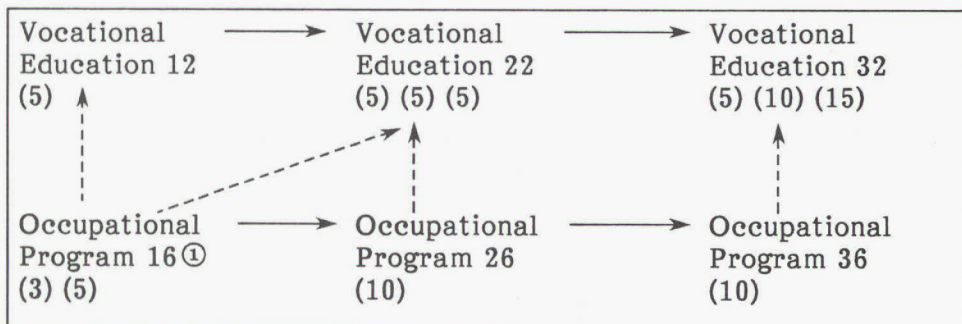 Vocational
Education 12
(5)
Vocational
Education 22
(5) (5) (5)
Vocational
Education 32
(5) (10) (15)
Occupational
Program 16①
(3) (5)
Occupational
Program 26
(10)
Occupational
Program 36
(10)